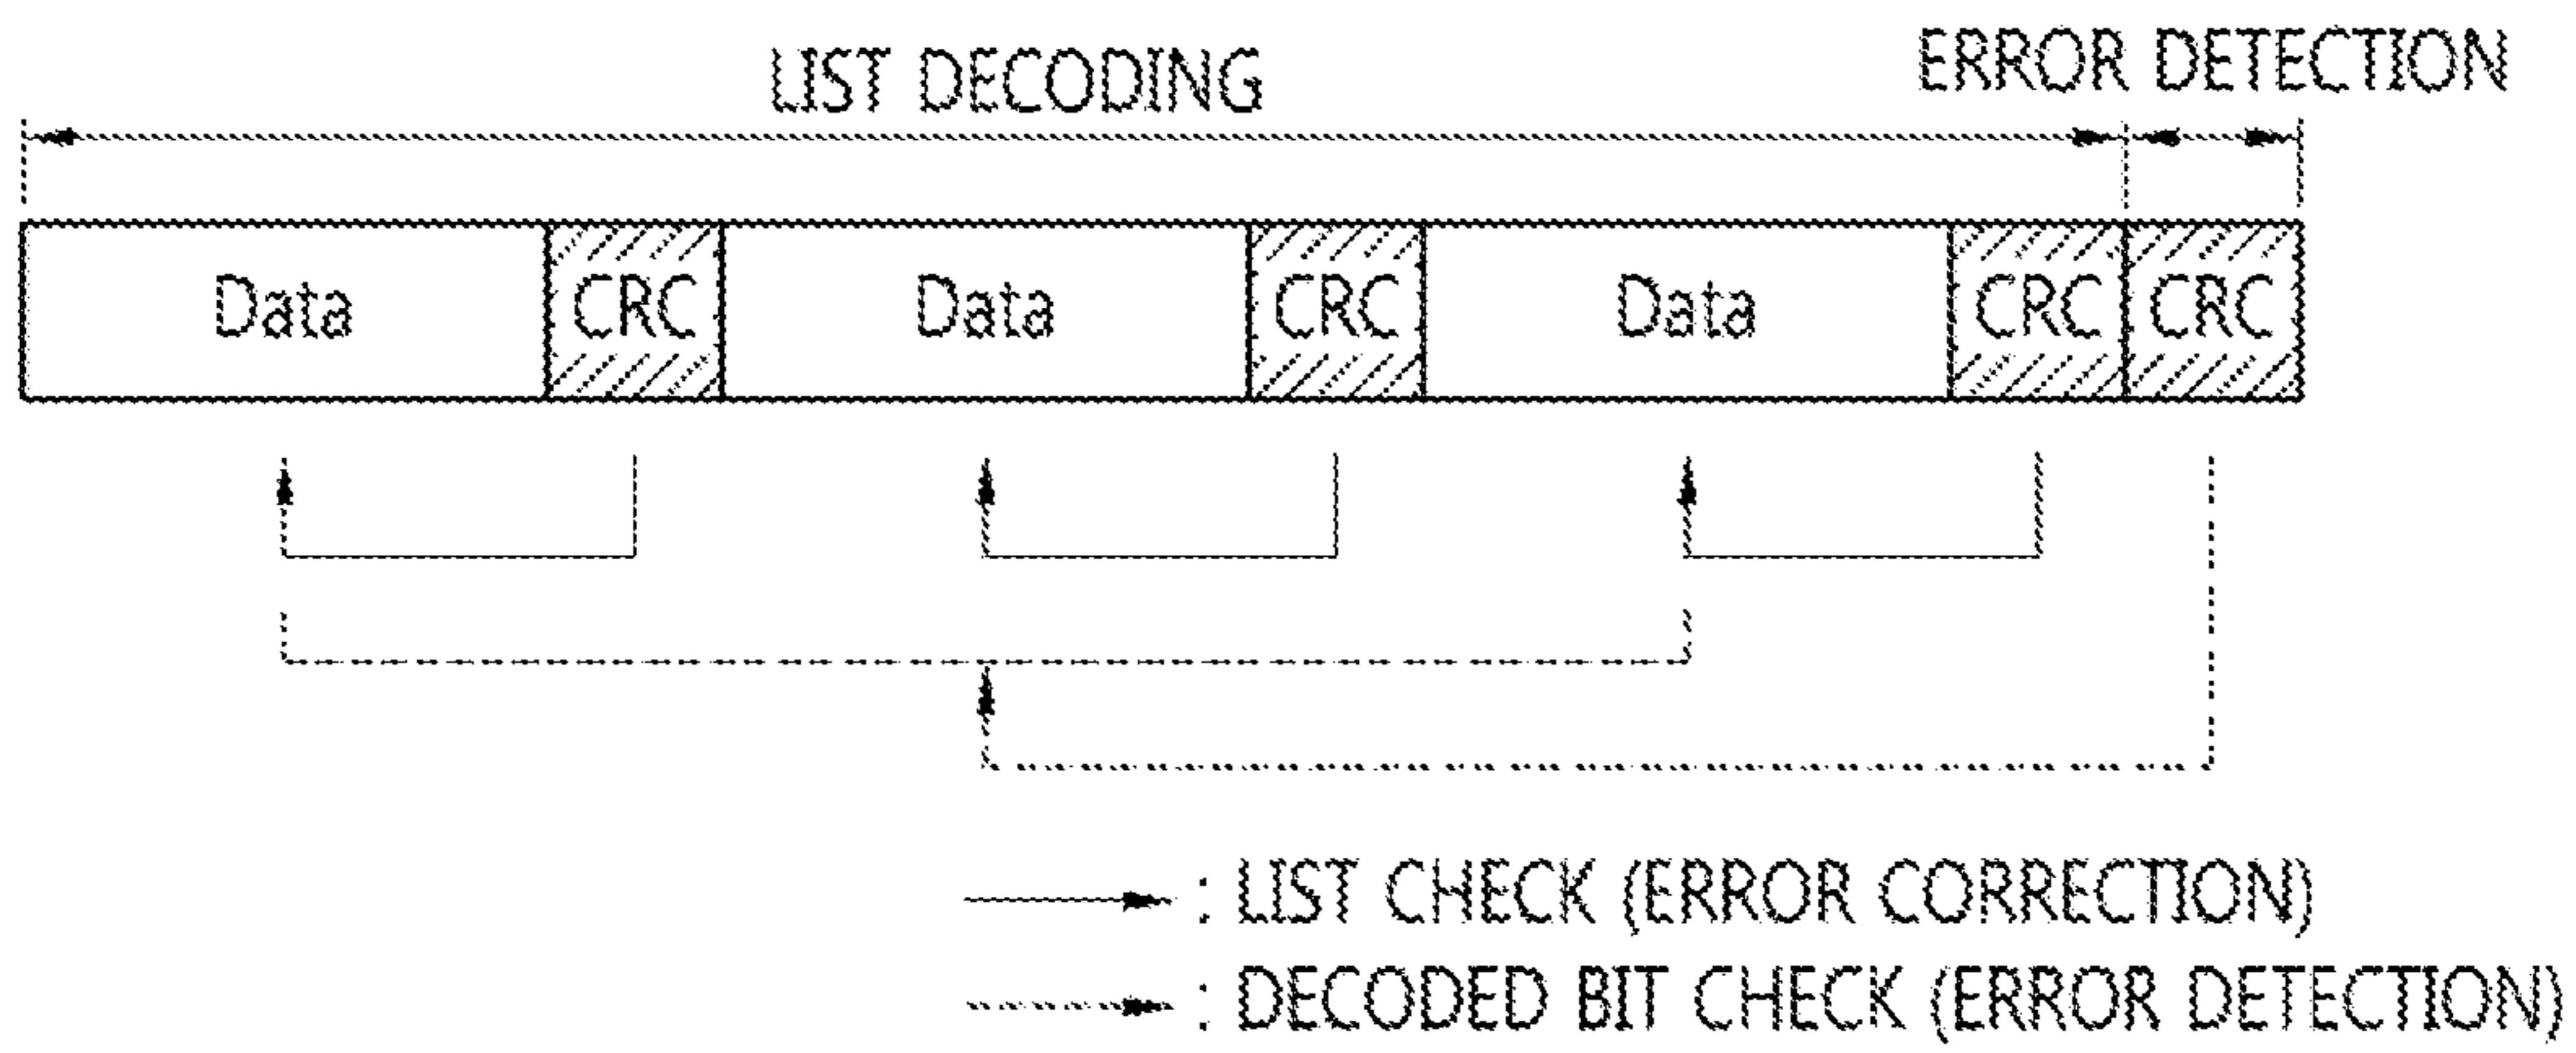 LIST DECODING
ERROR DETECTION
Data CRC Data CRC Data CRC CRC
: LIST CHECK (ERROR CORRECTION)
: DECODED BIT CHECK (ERROR DETECTION)